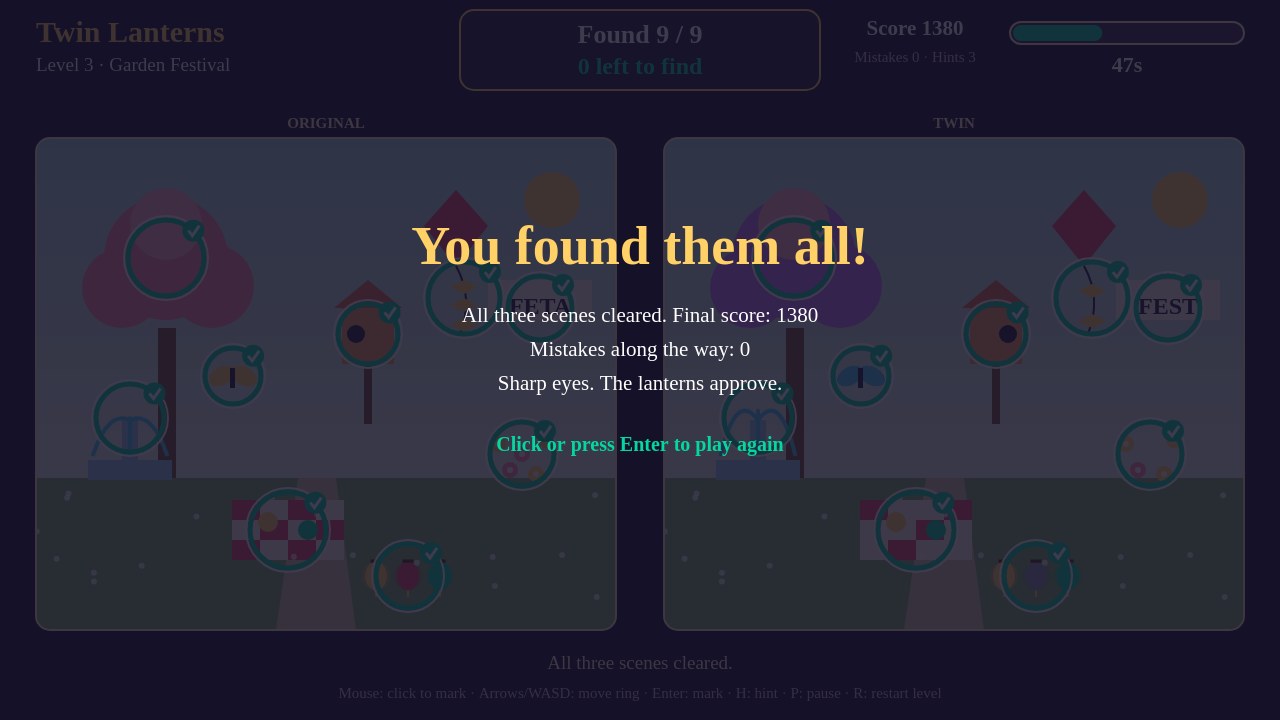 Twin Lanterns
Level 3 · Garden Festival
Found 9 / 9
0 left to find
Score 1380
Mistakes 0 · Hints 3
47s
ORIGINAL
TWIN
FETA
FEST
You found them all!
All three scenes cleared. Final score: 1380
Mistakes along the way: 0
Sharp eyes. The lanterns approve.
Click or press Enter to play again
All three scenes cleared.
Mouse: click to mark · Arrows/WASD: move ring · Enter: mark · H: hint · P: pause · R: restart level